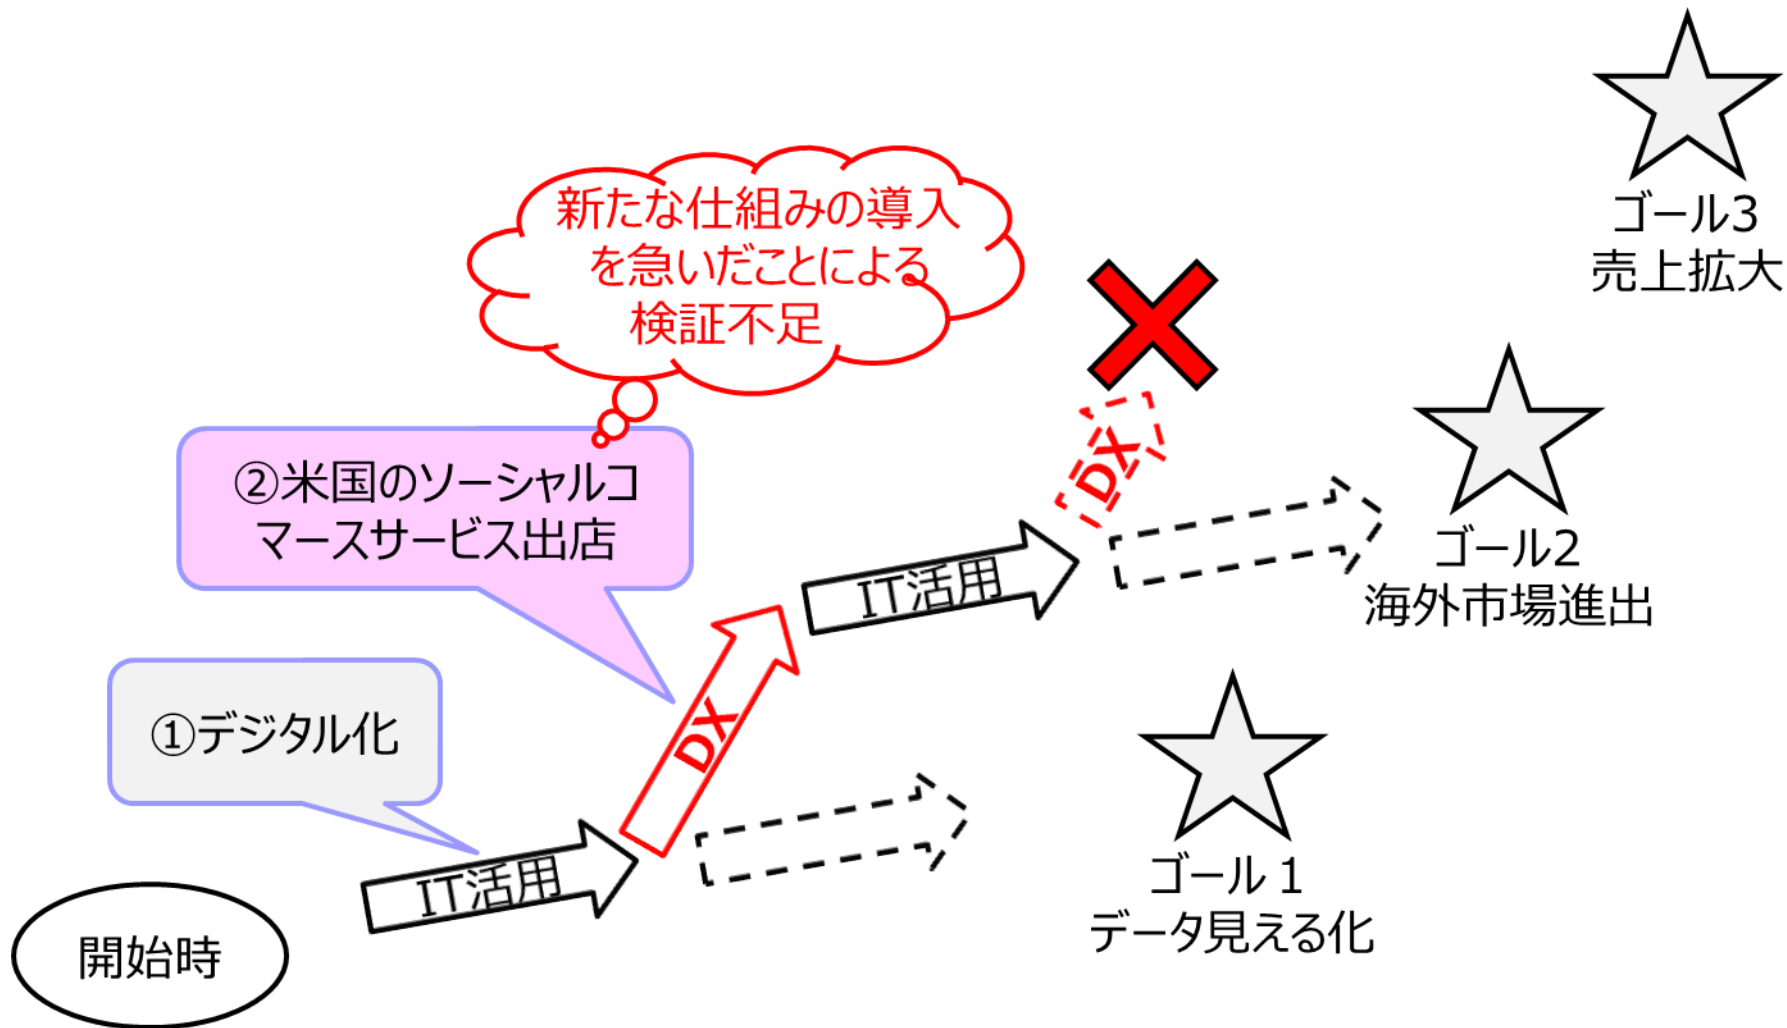 ゴール3
売上拡大
新たな仕組みの導入
を急いだことによる
検証不足
②米国のソーシャルコ
マースサービス出店
DX
IT活用
ゴール2
海外市場進出
①デジタル化
DX
IT活用
ゴール1
データ見える化
開始時